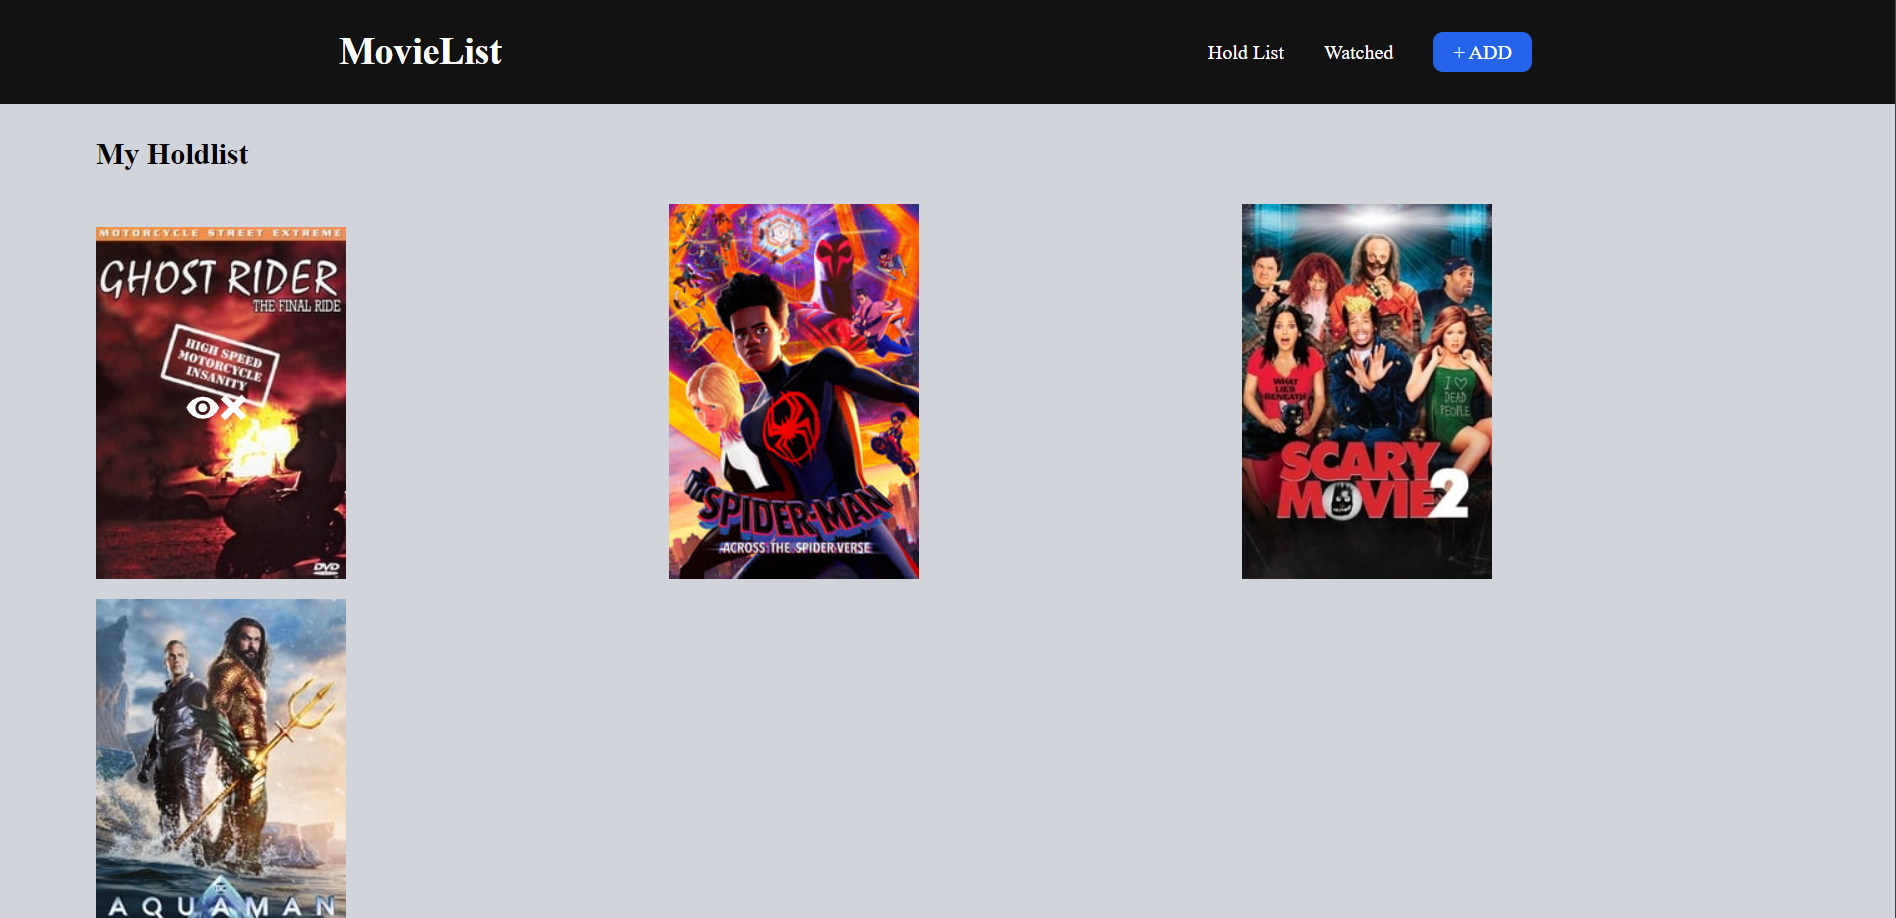 MovieList
Hold List
Watched
+ ADD
My Holdlist
MOTORCYCLE STREET EXTREME
GHOST RIDER
THE FINAL RIDE
HIGH SPEED
MOTORCYCLE
INSANITY
DVD
SPIDER-MAN
ACROSS THE SPIDER-VERSE
WHAT
LIES
BENEATH
I ♡
DEAD
PEOPLE
SCARY
MOVIE 2
DC
AQUAMAN